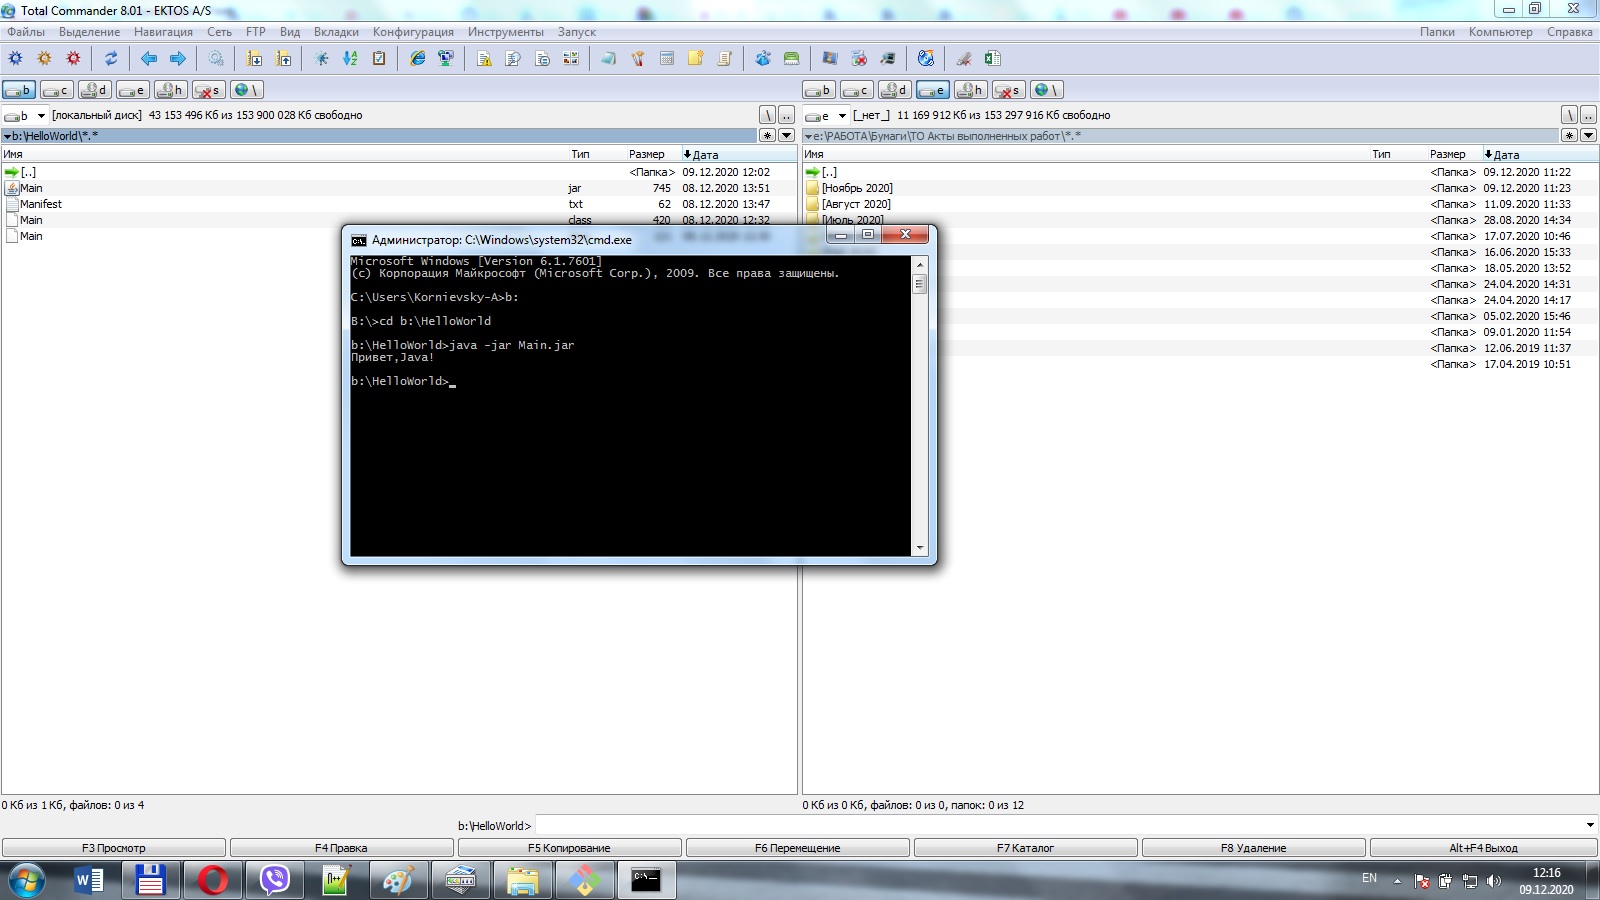 Total Commander 8.01 - EKTOS A/S
Файлы Выделение Навигация Сеть FTP Вид Вкладки Конфигурация Инструменты Запуск Папки Компьютер Справка
b c d e h s \
b c d e h s \
b [локальный диск] 43 153 496 Кб из 153 900 028 Кб свободно \ ..
e [_нет_] 11 169 912 Кб из 153 297 916 Кб свободно \ ..
b:\HelloWorld\*.*
e:\РАБОТА\Бумаги\ТО Акты выполненных работ\*.*
Имя Тип Размер Дата
[..] <Папка> 09.12.2020 12:02
Main jar 745 08.12.2020 13:51
Manifest txt 62 08.12.2020 13:47
Main class 420 08.12.2020 12:32
Main
Имя Тип Размер Дата
[..] <Папка> 09.12.2020 11:22
[Ноябрь 2020] <Папка> 09.12.2020 11:23
[Август 2020] <Папка> 11.09.2020 11:33
[Июль 2020] <Папка> 28.08.2020 14:34
<Папка> 17.07.2020 10:46
<Папка> 16.06.2020 15:33
<Папка> 18.05.2020 13:52
<Папка> 24.04.2020 14:31
<Папка> 24.04.2020 14:17
<Папка> 05.02.2020 15:46
<Папка> 09.01.2020 11:54
<Папка> 12.06.2019 11:37
<Папка> 17.04.2019 10:51
Администратор: C:\Windows\system32\cmd.exe
Microsoft Windows [Version 6.1.7601]
(c) Корпорация Майкрософт (Microsoft Corp.), 2009. Все права защищены.
C:\Users\Kornievsky-A>b:
B:\>cd b:\HelloWorld
b:\HelloWorld>java -jar Main.jar
Привет,Java!
b:\HelloWorld>_
0 Кб из 1 Кб, файлов: 0 из 4
0 Кб из 0 Кб, файлов: 0 из 0, папок: 0 из 12
b:\HelloWorld>
F3 Просмотр F4 Правка F5 Копирование F6 Перемещение F7 Каталог F8 Удаление Alt+F4 Выход
EN 12:16
09.12.2020